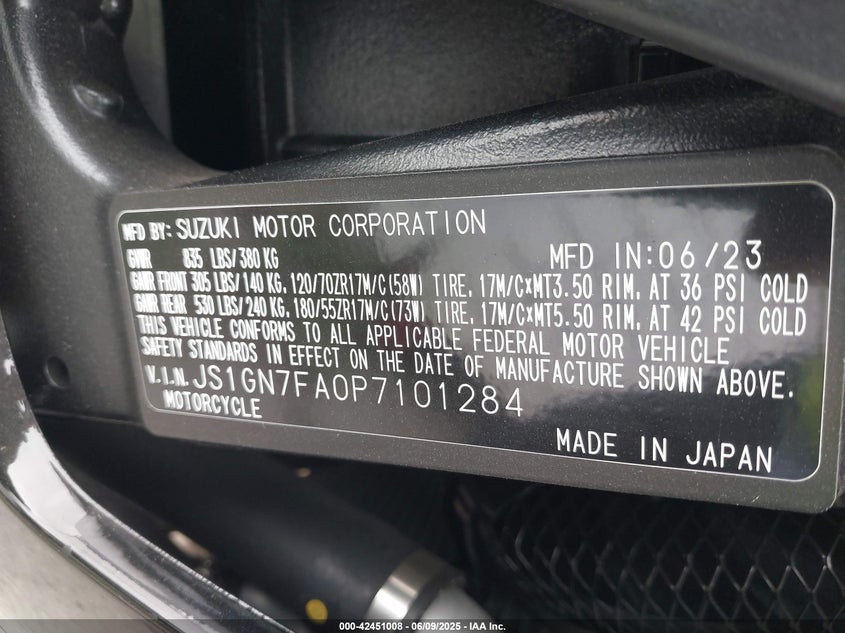 MFD BY: SUZUKI MOTOR CORPORATION
GVWR 835 LBS/380 KG MFD IN:06/23
GAWR FRONT 305 LBS/140 KG, 120/70ZR17M/C(58W) TIRE, 17M/C×MT3.50 RIM, AT 36 PSI COLD
GAWR REAR 530 LBS/240 KG, 180/55ZR17M/C(73W) TIRE, 17M/C×MT5.50 RIM, AT 42 PSI COLD
THIS VEHICLE CONFORMS TO ALL APPLICABLE FEDERAL MOTOR VEHICLE
SAFETY STANDARDS IN EFFECT ON THE DATE OF MANUFACTURE SHOWN ABOVE.
V.I.N. JS1GN7FA0P7101284
MOTORCYCLE
MADE IN JAPAN
000-42451008 - 06/09/2025 - IAA Inc.